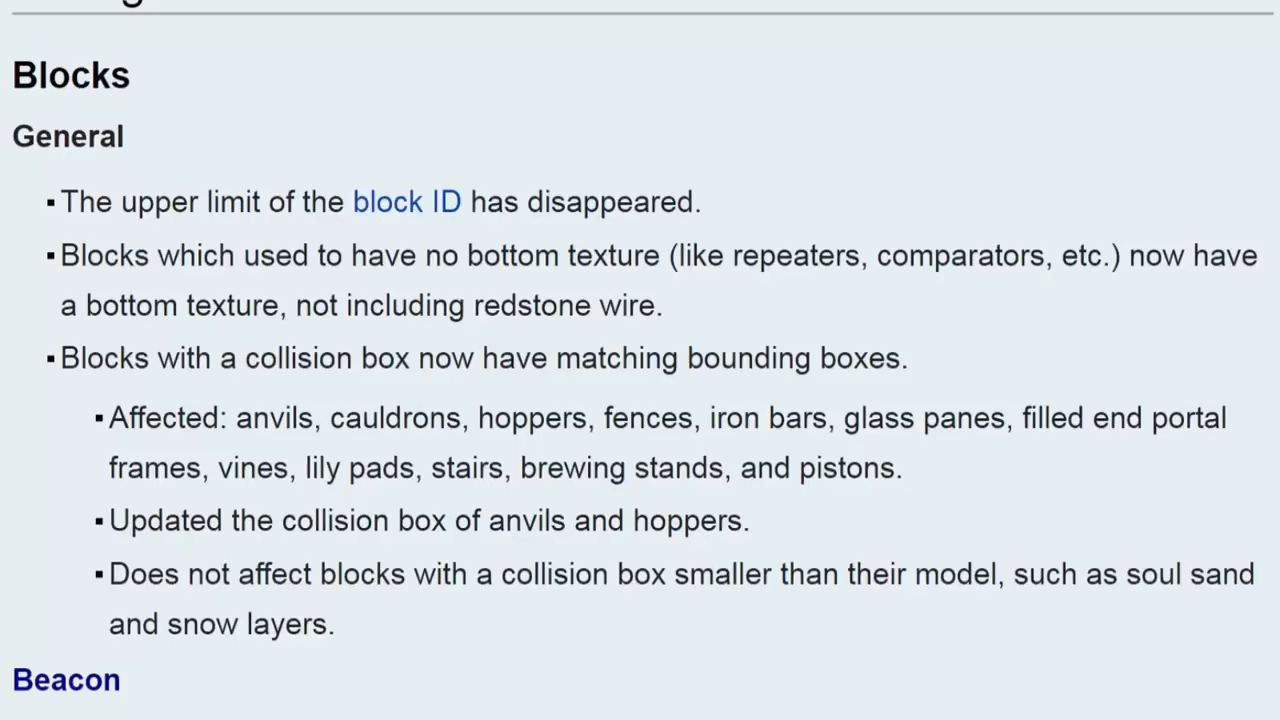 Blocks
General
▪ The upper limit of the block ID has disappeared.
▪ Blocks which used to have no bottom texture (like repeaters, comparators, etc.) now have
a bottom texture, not including redstone wire.
▪ Blocks with a collision box now have matching bounding boxes.
▪ Affected: anvils, cauldrons, hoppers, fences, iron bars, glass panes, filled end portal
frames, vines, lily pads, stairs, brewing stands, and pistons.
▪ Updated the collision box of anvils and hoppers.
▪ Does not affect blocks with a collision box smaller than their model, such as soul sand
and snow layers.
Beacon